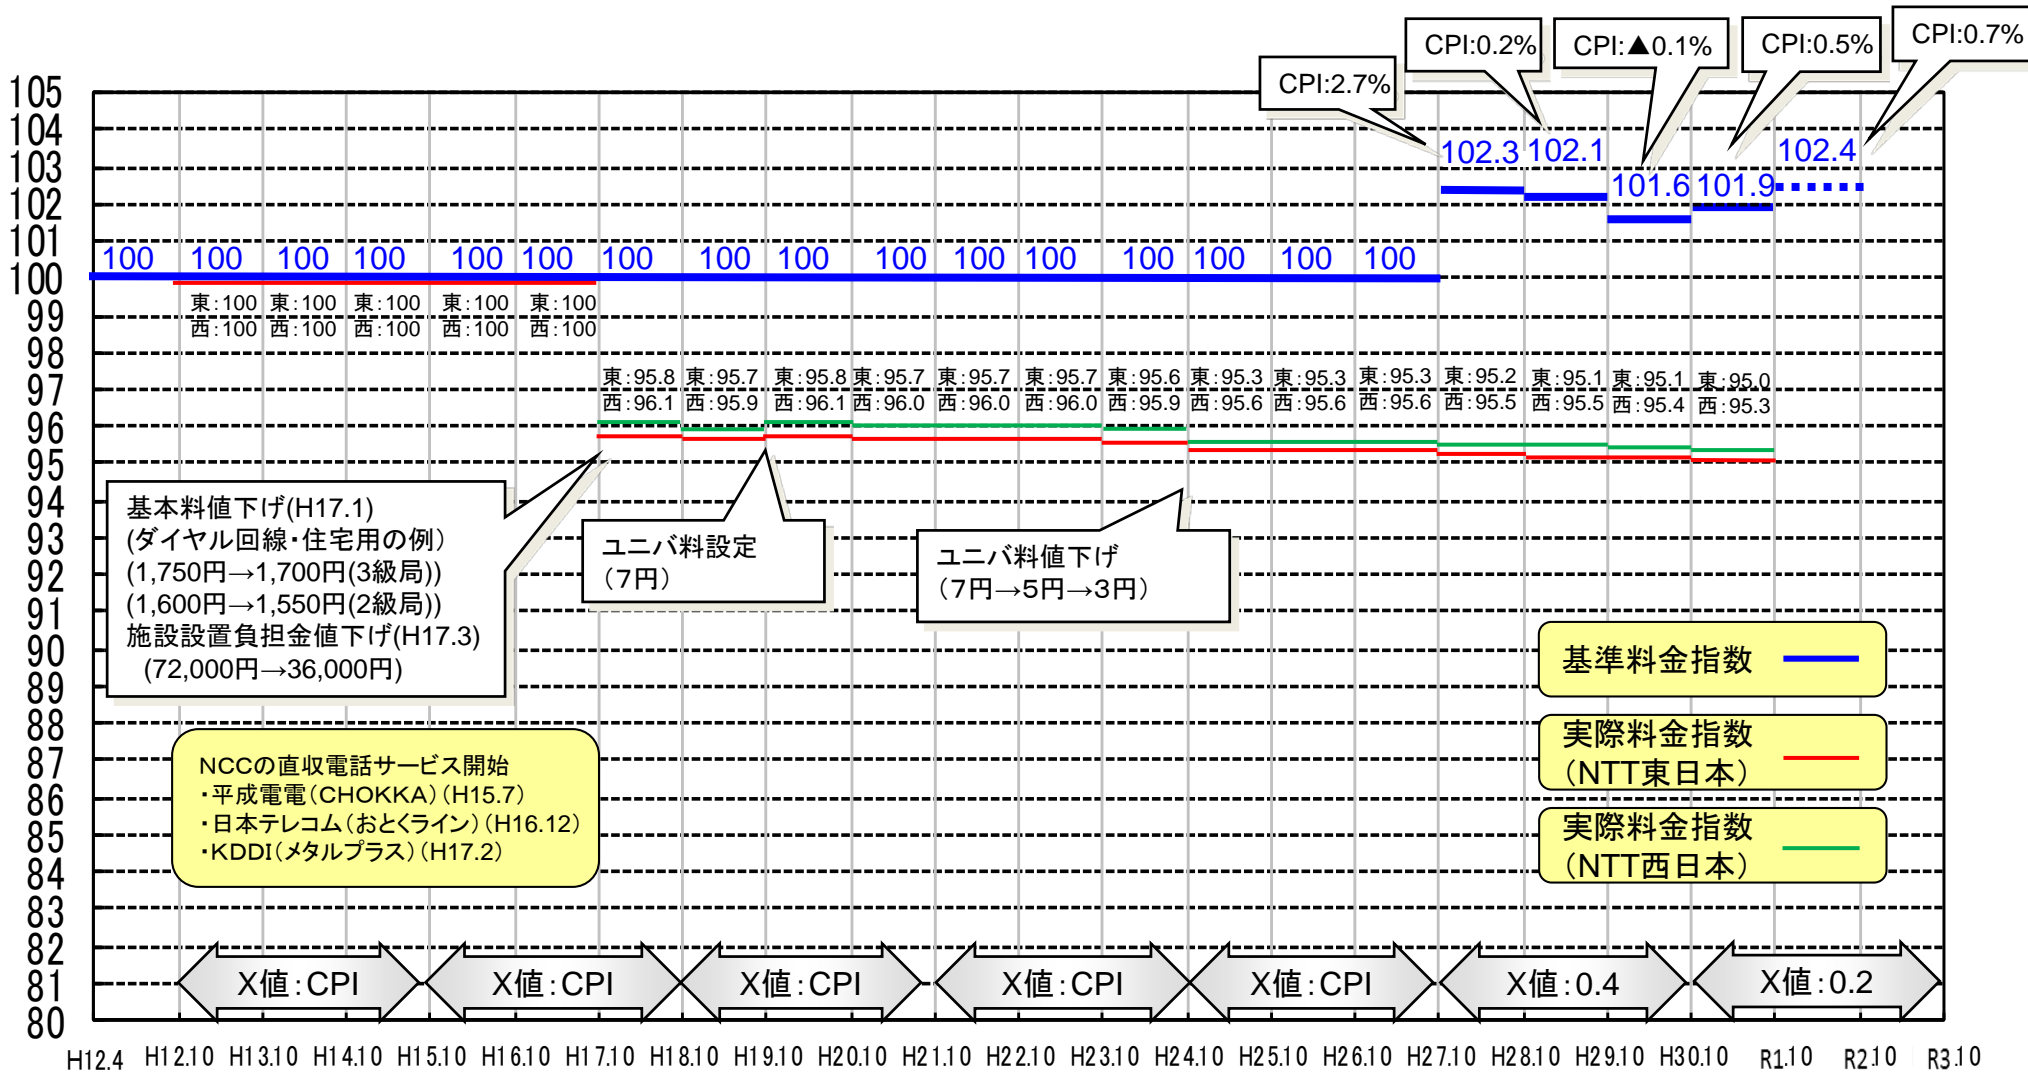 CPI:2.7%
CPI:0.2%
CPI:▲0.1%
CPI:0.5%
CPI:0.7%
105
104
103
102
101
100
99
98
97
96
95
94
93
92
91
90
89
88
87
86
85
84
83
82
81
80
100 100 100 100 100 100 100 100 100 100 100 100 100 100 100 100
102.3 102.1 101.6 101.9 102.4
東:100 東:100 東:100 東:100 東:100
西:100 西:100 西:100 西:100 西:100
東:95.8 東:95.7 東:95.8 東:95.7 東:95.7 東:95.7 東:95.6 東:95.3 東:95.3 東:95.3 東:95.2 東:95.1 東:95.1 東:95.0
西:96.1 西:95.9 西:96.1 西:96.0 西:96.0 西:96.0 西:95.9 西:95.6 西:95.6 西:95.6 西:95.5 西:95.5 西:95.4 西:95.3
基本料値下げ(H17.1)
(ダイヤル回線・住宅用の例)
(1,750円→1,700円(3級局))
(1,600円→1,550円(2級局))
施設設置負担金値下げ(H17.3)
(72,000円→36,000円)
ユニバ料設定
(7円)
ユニバ料値下げ
(7円→5円→3円)
NCCの直収電話サービス開始
・平成電電(CHOKKA)(H15.7)
・日本テレコム(おとくライン)(H16.12)
・KDDI(メタルプラス)(H17.2)
基準料金指数
実際料金指数
(NTT東日本)
実際料金指数
(NTT西日本)
X値:CPI X値:CPI X値:CPI X値:CPI X値:CPI X値:0.4 X値:0.2
H12.4 H12.10 H13.10 H14.10 H15.10 H16.10 H17.10 H18.10 H19.10 H20.10 H21.10 H22.10 H23.10 H24.10 H25.10 H26.10 H27.10 H28.10 H29.10 H30.10 R1.10 R2.10 R3.10